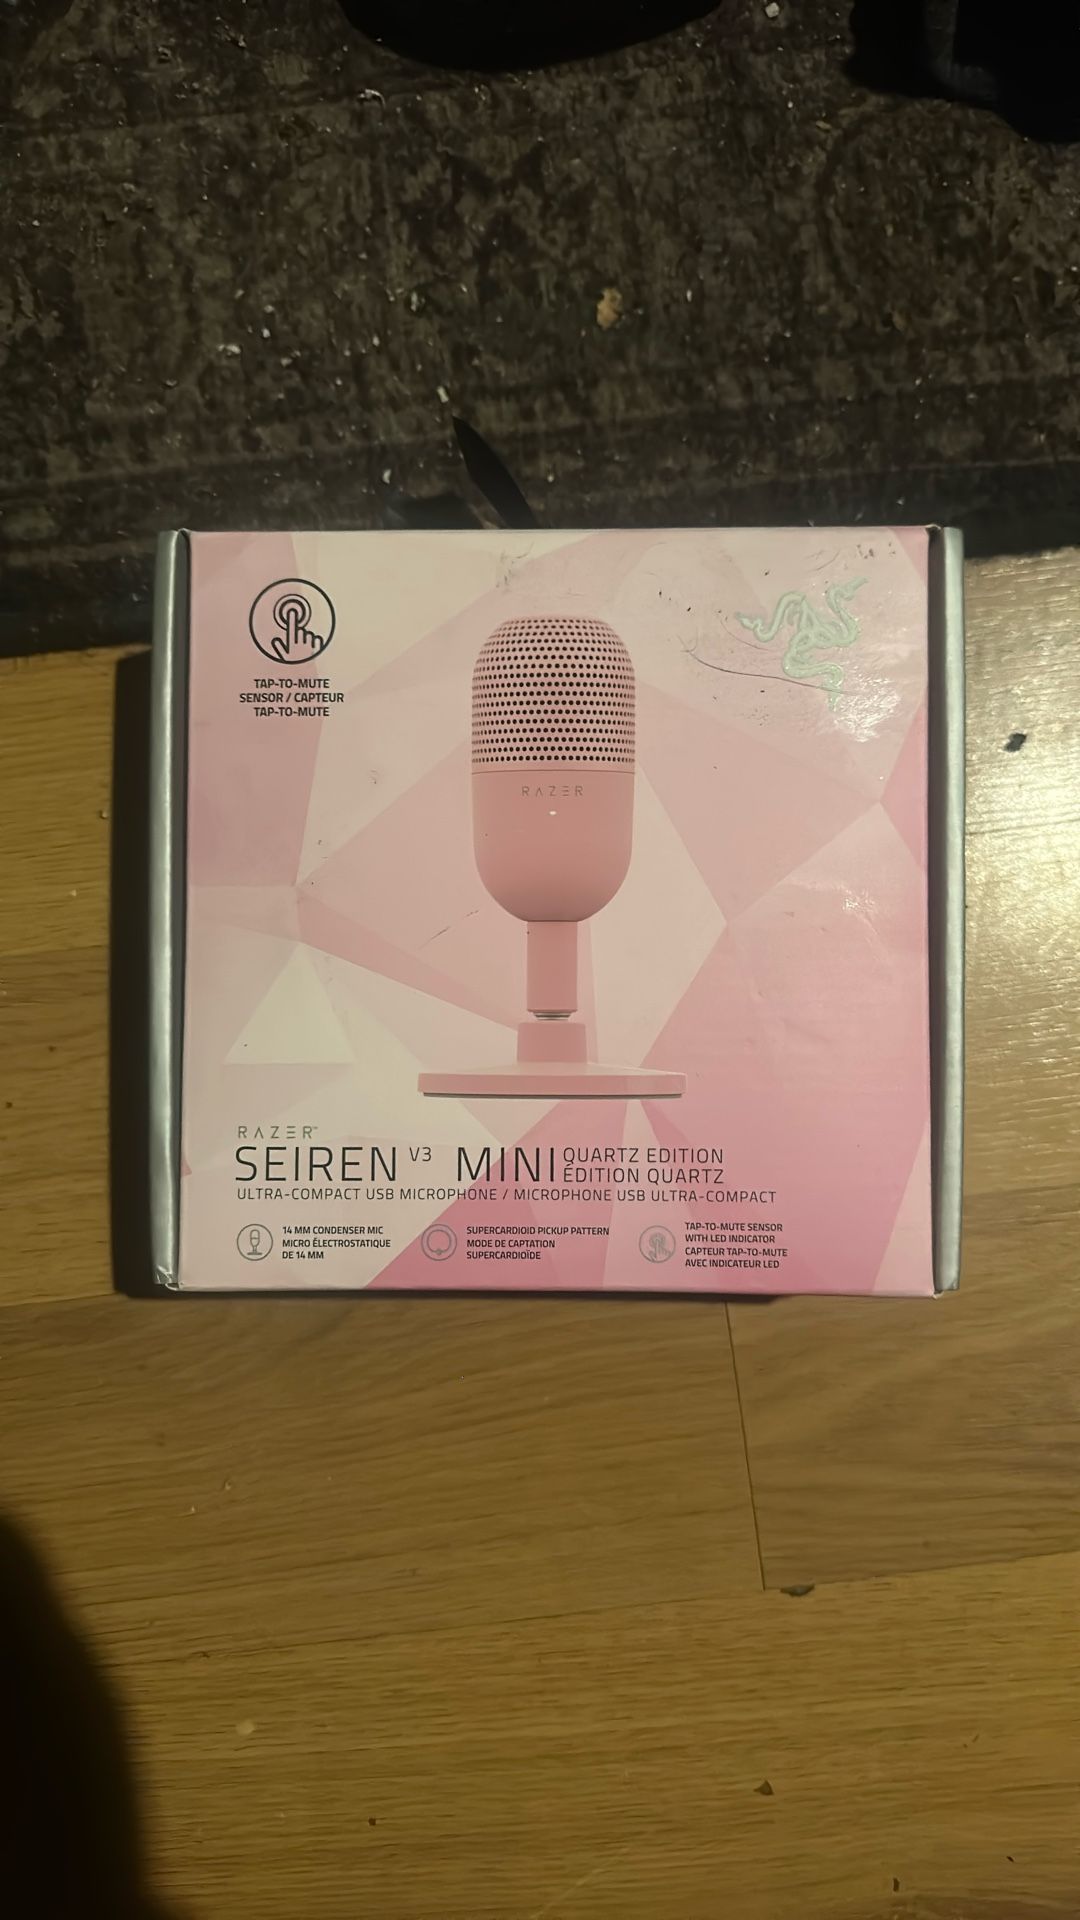 TAP-TO-MUTE
SENSOR / CAPTEUR
TAP-TO-MUTE
RAZER
RAZER™
SEIREN V3 MINI
QUARTZ EDITION
ÉDITION QUARTZ
ULTRA-COMPACT USB MICROPHONE / MICROPHONE USB ULTRA-COMPACT
14 MM CONDENSER MIC
MICRO ÉLECTROSTATIQUE
DE 14 MM
SUPERCARDIOID PICKUP PATTERN
MODE DE CAPTATION
SUPERCARDIOÏDE
TAP-TO-MUTE SENSOR
WITH LED INDICATOR
CAPTEUR TAP-TO-MUTE
AVEC INDICATEUR LED